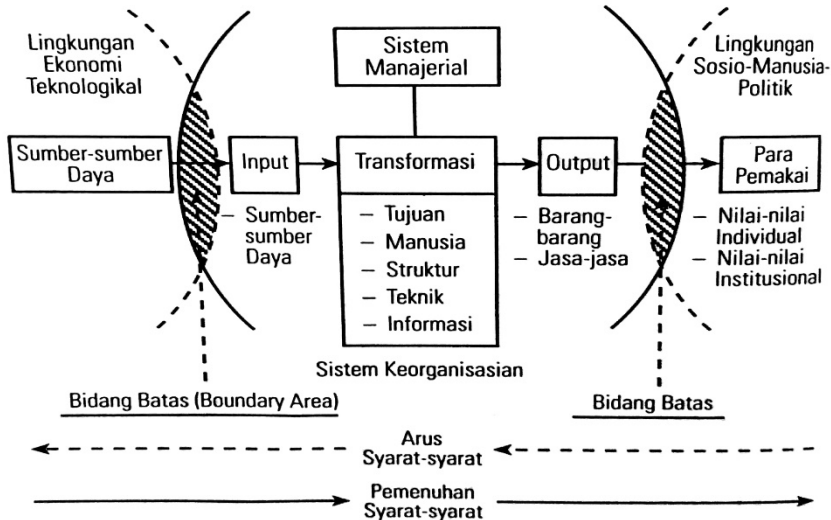 Lingkungan
Ekonomi
Teknologikal
Sistem
Manajerial
Lingkungan
Sosio-Manusia-
Politik
Sumber-sumber
Daya
Input
Transformasi
Output
Para
Pemakai
– Sumber-
sumber
Daya
– Tujuan
– Manusia
– Struktur
– Teknik
– Informasi
– Barang-
barang
– Jasa-jasa
– Nilai-nilai
Individual
– Nilai-nilai
Institusional
Sistem Keorganisasian
Bidang Batas (Boundary Area)
Bidang Batas
Arus
Syarat-syarat
Pemenuhan
Syarat-syarat